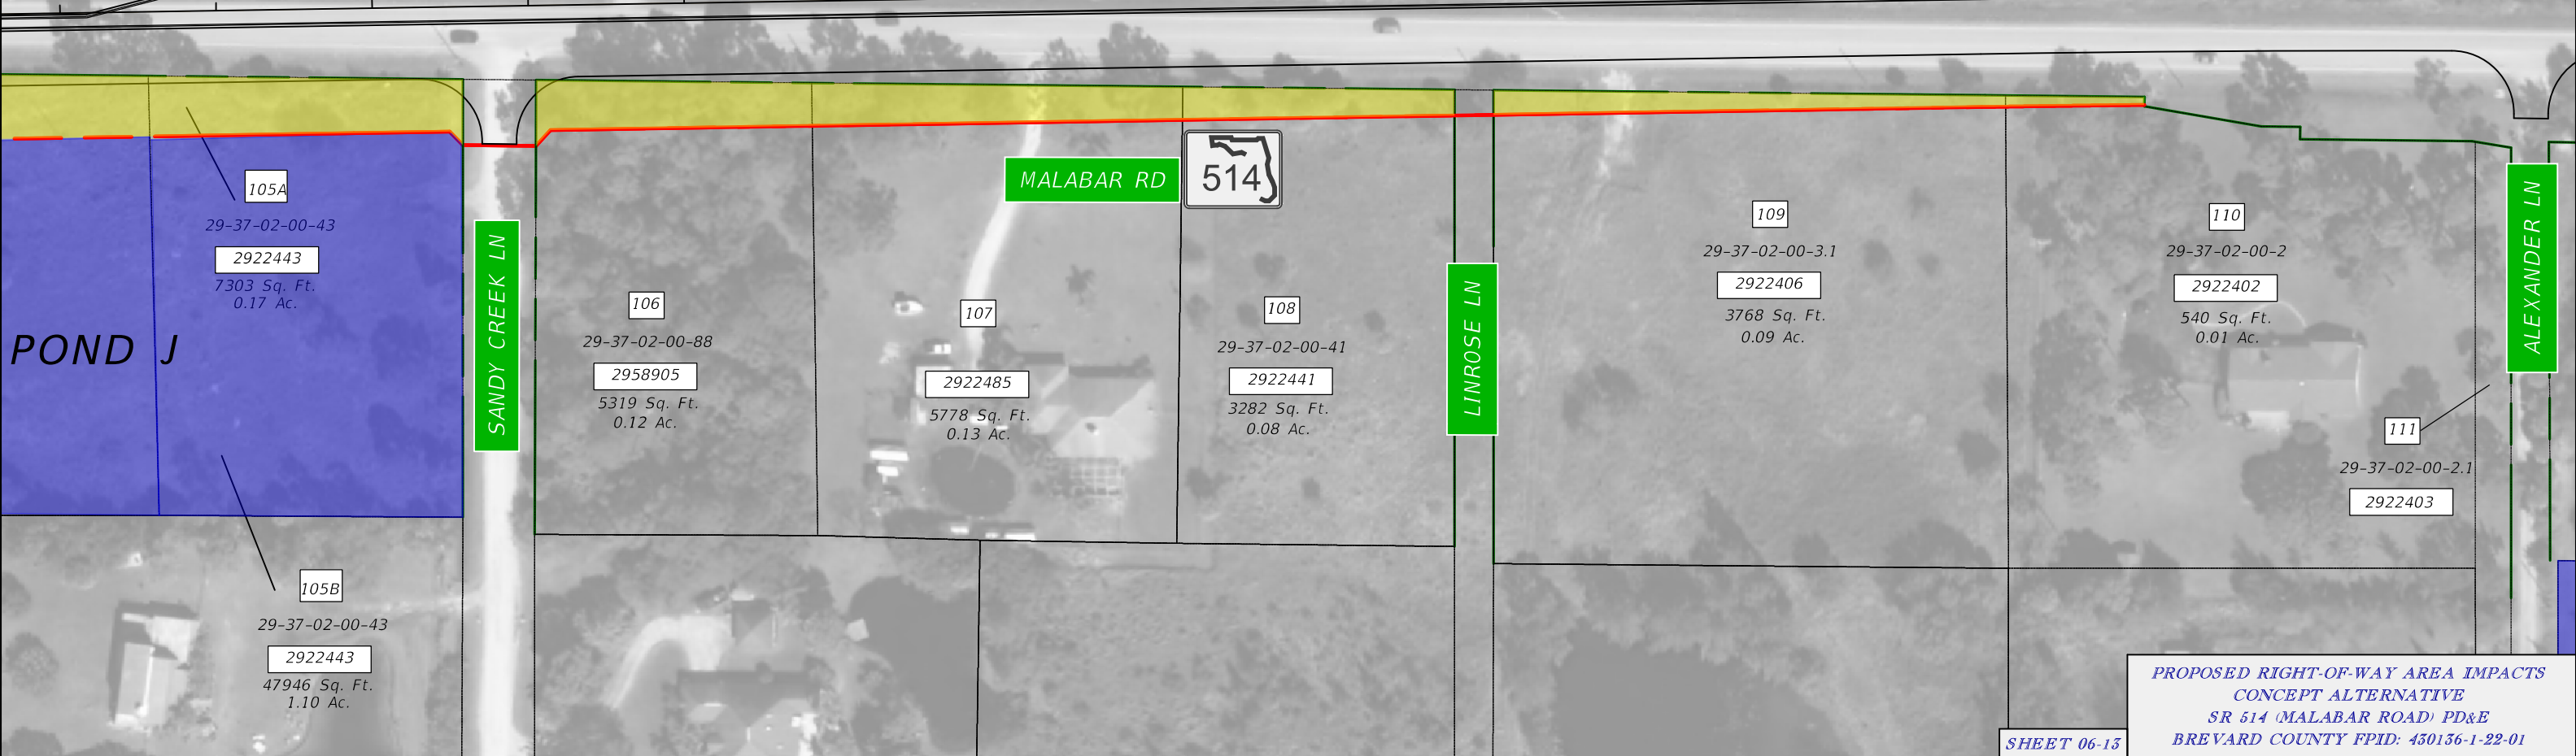 105A
29-37-02-00-43
2922443
7303 Sq. Ft.
0.17 Ac.
POND J
105B
29-37-02-00-43
2922443
47946 Sq. Ft.
1.10 Ac.
SANDY CREEK LN
106
29-37-02-00-88
2958905
5319 Sq. Ft.
0.12 Ac.
MALABAR RD
514
107
2922485
5778 Sq. Ft.
0.13 Ac.
108
29-37-02-00-41
2922441
3282 Sq. Ft.
0.08 Ac.
LINROSE LN
109
29-37-02-00-3.1
2922406
3768 Sq. Ft.
0.09 Ac.
110
29-37-02-00-2
2922402
540 Sq. Ft.
0.01 Ac.
ALEXANDER LN
111
29-37-02-00-2.1
2922403
PROPOSED RIGHT-OF-WAY AREA IMPACTS
CONCEPT ALTERNATIVE
SR 514 (MALABAR ROAD) PD&E
BREVARD COUNTY FPID: 430136-1-22-01
SHEET 06-13